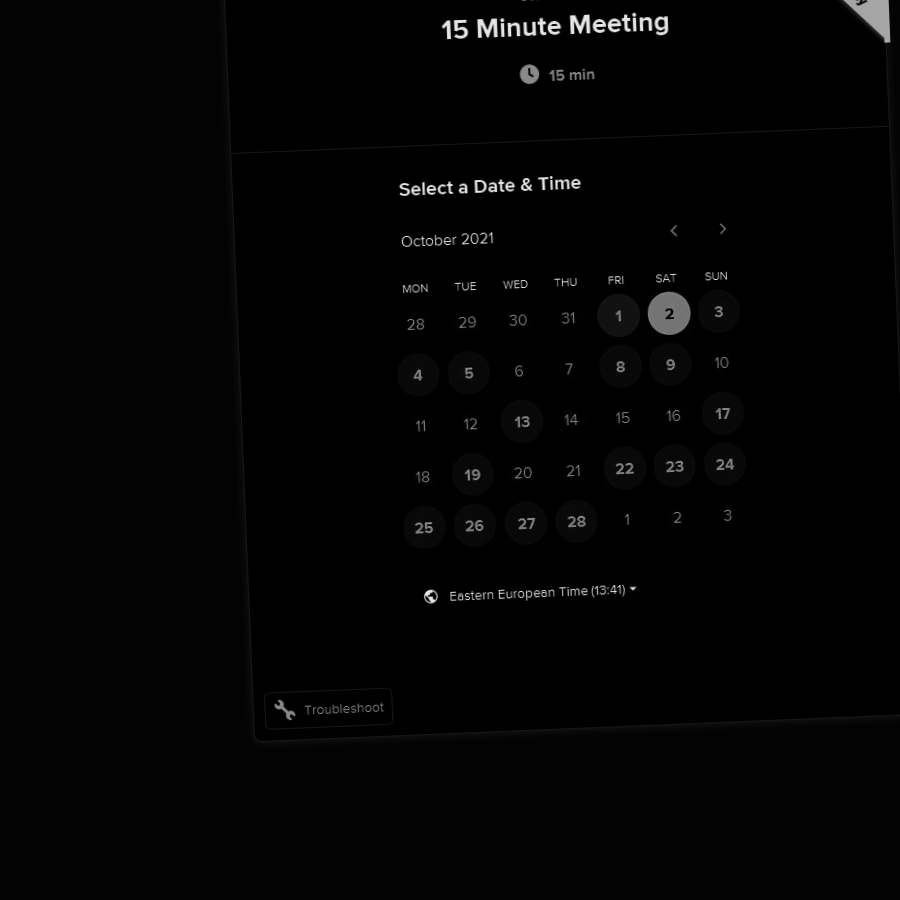 15 Minute Meeting
15 min
Select a Date & Time
October 2021
MON TUE WED THU FRI SAT SUN
28 29 30 31 1 2 3
4 5 6 7 8 9 10
11 12 13 14 15 16 17
18 19 20 21 22 23 24
25 26 27 28 1 2 3
Eastern European Time (13:41)
Troubleshoot